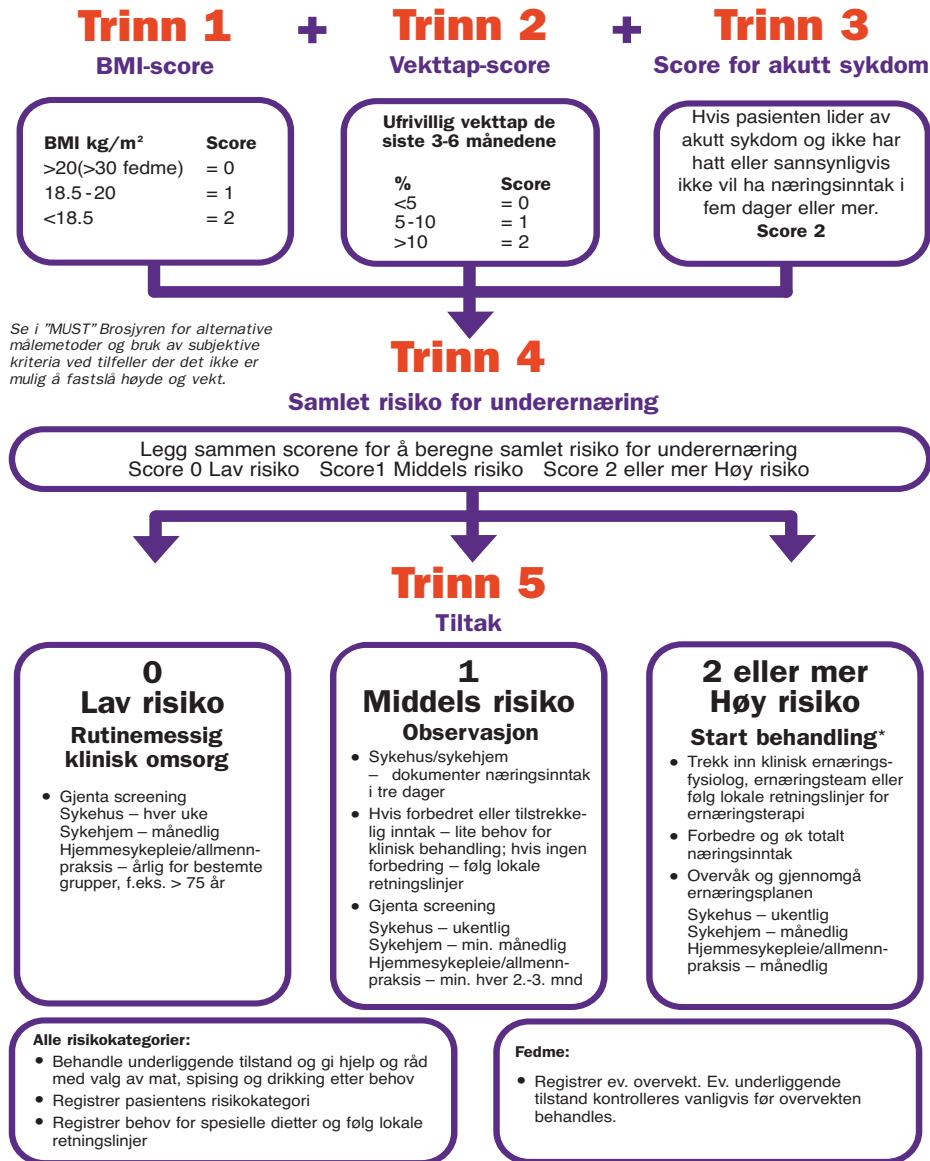 Trinn 1 + Trinn 2 + Trinn 3
BMI-score
Vekttap-score
Score for akutt sykdom
BMI kg/m² Score
>20(>30 fedme) = 0
18.5-20 = 1
<18.5 = 2
Ufrivillig vekttap de
siste 3-6 månedene
% Score
<5 = 0
5-10 = 1
>10 = 2
Hvis pasienten lider av
akutt sykdom og ikke har
hatt eller sannsynligvis
ikke vil ha næringsinntak i
fem dager eller mer.
Score 2
Se i ”MUST” Brosjyren for alternative
målemetoder og bruk av subjektive
kriteria ved tilfeller der det ikke er
mulig å fastslå høyde og vekt.
Trinn 4
Samlet risiko for underernæring
Legg sammen scorene for å beregne samlet risiko for underernæring
Score 0 Lav risiko Score1 Middels risiko Score 2 eller mer Høy risiko
Trinn 5
Tiltak
0
Lav risiko
Rutinemessig
klinisk omsorg
• Gjenta screening
Sykehus – hver uke
Sykehjem – månedlig
Hjemmesykepleie/allmenn-
praksis – årlig for bestemte
grupper, f.eks. > 75 år
1
Middels risiko
Observasjon
• Sykehus/sykehjem
– dokumenter næringsinntak
i tre dager
• Hvis forbedret eller tilstrekke-
lig inntak – lite behov for
klinisk behandling; hvis ingen
forbedring – følg lokale
retningslinjer
• Gjenta screening
Sykehus – ukentlig
Sykehjem – min. månedlig
Hjemmesykepleie/allmenn-
praksis – min. hver 2.-3. mnd
2 eller mer
Høy risiko
Start behandling*
• Trekk inn klinisk ernærings-
fysiolog, ernæringsteam eller
følg lokale retningslinjer for
ernæringsterapi
• Forbedre og øk totalt
næringsinntak
• Overvåk og gjennomgå
ernæringsplanen
Sykehus – ukentlig
Sykehjem – månedlig
Hjemmesykepleie/allmenn-
praksis – månedlig
Alle risikokategorier:
• Behandle underliggende tilstand og gi hjelp og råd
med valg av mat, spising og drikking etter behov
• Registrer pasientens risikokategori
• Registrer behov for spesielle dietter og følg lokale
retningslinjer
Fedme:
• Registrer ev. overvekt. Ev. underliggende
tilstand kontrolleres vanligvis før overvekten
behandles.